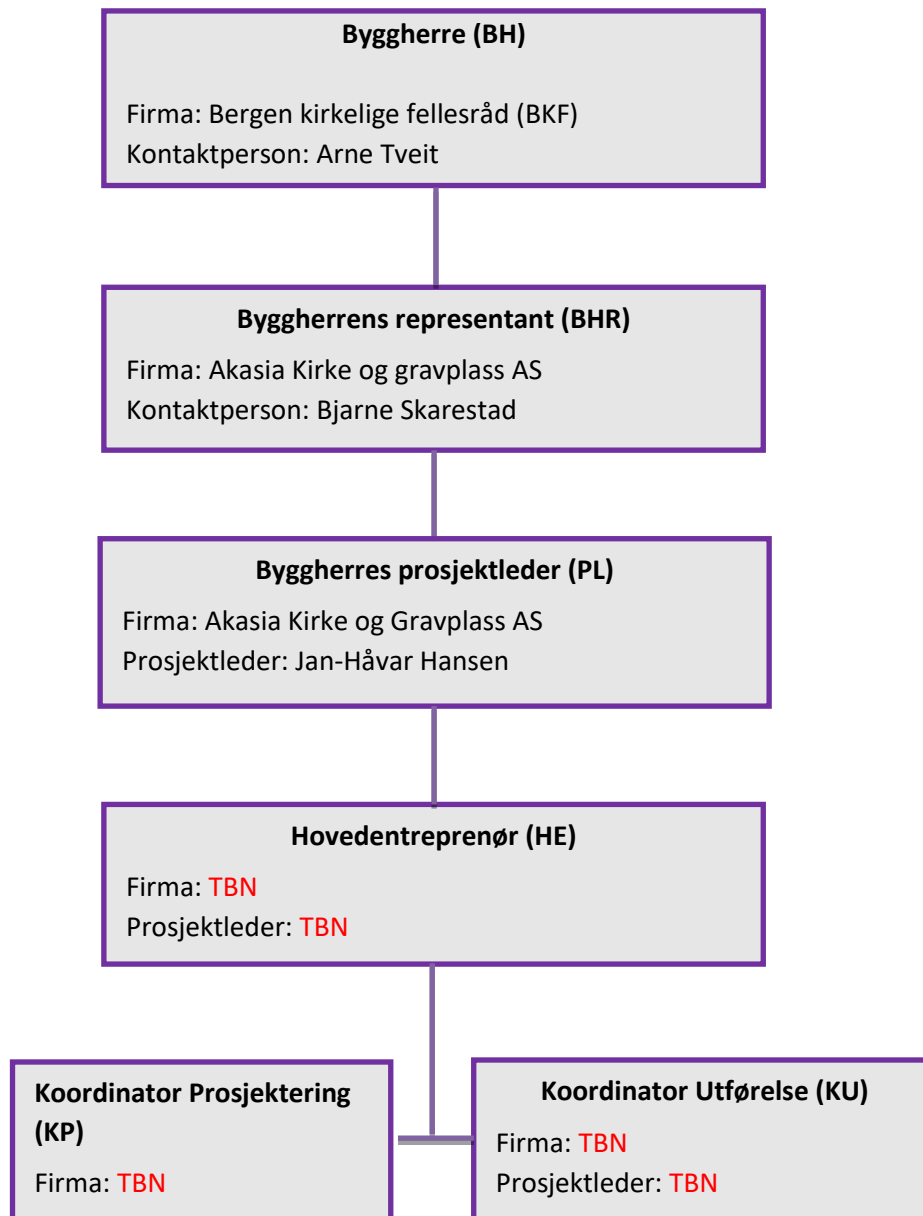 Byggherre (BH)
Firma: Bergen kirkelige fellesråd (BKF)
Kontaktperson: Arne Tveit
Byggherrens representant (BHR)
Firma: Akasia Kirke og gravplass AS
Kontaktperson: Bjarne Skarestad
Byggherres prosjektleder (PL)
Firma: Akasia Kirke og Gravplass AS
Prosjektleder: Jan-Håvar Hansen
Hovedentreprenør (HE)
Firma: TBN
Prosjektleder: TBN
Koordinator Prosjektering
(KP)
Firma: TBN
Koordinator Utførelse (KU)
Firma: TBN
Prosjektleder: TBN